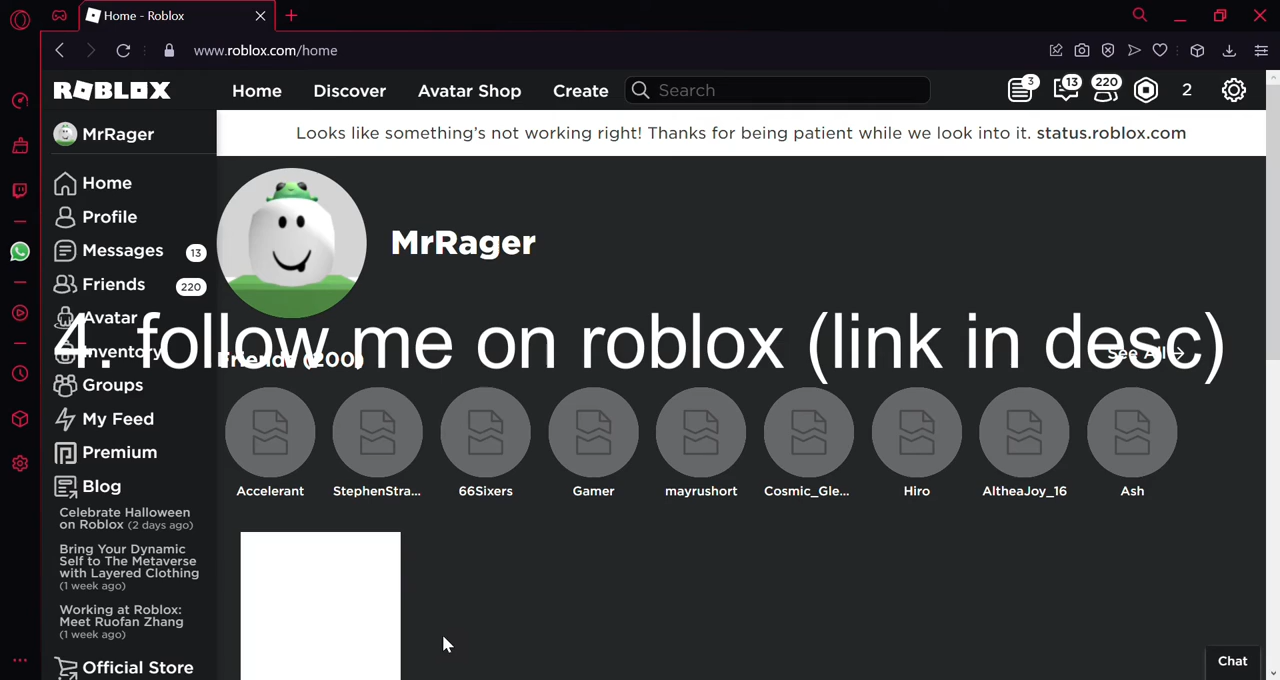 Home - Roblox
www.roblox.com/home
ROBLOX
Home
Discover
Avatar Shop
Create
Search
3
13
220
2
MrRager
Looks like something's not working right! Thanks for being patient while we look into it. status.roblox.com
Home
Profile
Messages
13
Friends
220
Avatar
Inventory
Groups
My Feed
Premium
Blog
Celebrate Halloween
on Roblox (2 days ago)
Bring Your Dynamic
Self to The Metaverse
with Layered Clothing
(1 week ago)
Working at Roblox:
Meet Ruofan Zhang
(1 week ago)
Official Store
MrRager
4. follow me on roblox (link in desc)
Friends (200)
See All
Accelerant
StephenStra...
66Sixers
Gamer
mayrushort
Cosmic_Gle...
Hiro
AltheaJoy_16
Ash
Chat